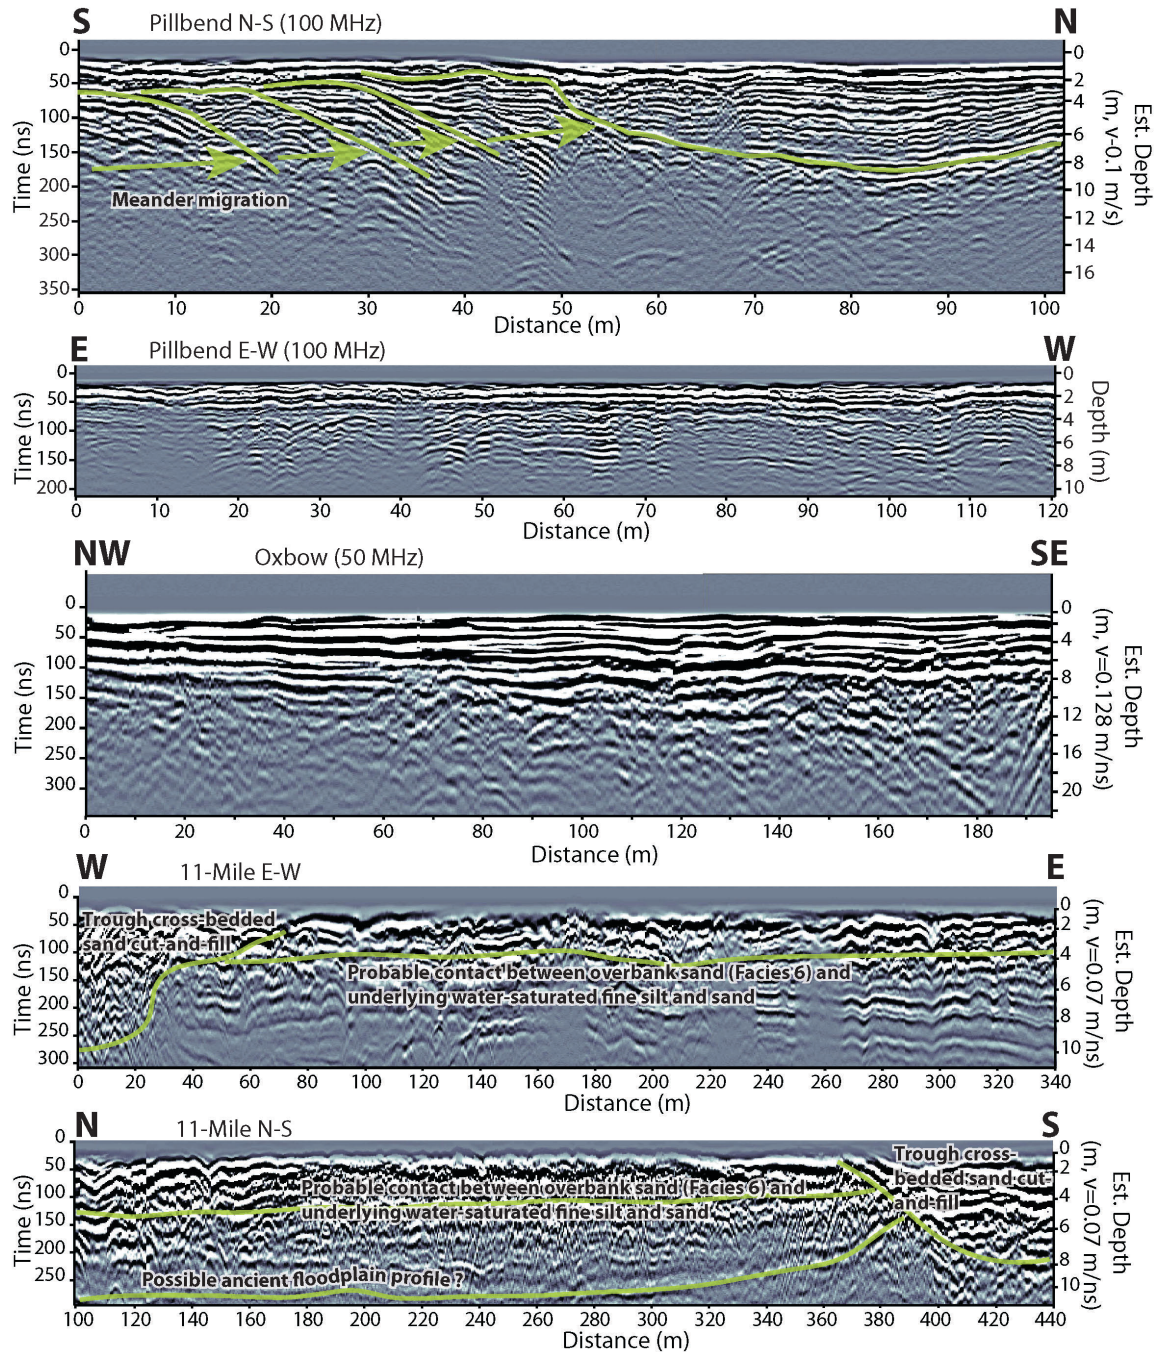 S Pillbend N-S (100 MHz) N
0
50
100
150
200
250
300
350
Time (ns)
Meander migration
0
2
4
6
8
10
12
14
16
Est. Depth
(m, v-0.1 m/s)
0 10 20 30 40 50 60 70 80 90 100
Distance (m)
E Pillbend E-W (100 MHz) W
0
50
100
150
200
Time (ns)
0
2
4
6
8
10
Depth (m)
0 10 20 30 40 50 60 70 80 90 100 110 120
Distance (m)
NW Oxbow (50 MHz) SE
0
50
100
150
200
250
300
Time (ns)
0
4
8
12
16
20
Est. Depth
(m, v=0.128 m/ns)
0 20 40 60 80 100 120 140 160 180
Distance (m)
W 11-Mile E-W E
0
50
100
150
200
250
300
Time (ns)
Trough cross-bedded
sand cut-and-fill
Probable contact between overbank sand (Facies 6) and
underlying water-saturated fine silt and sand
0
2
4
6
8
10
Est. Depth
(m, v=0.07 m/ns)
0 20 40 60 80 100 120 140 160 180 200 220 240 260 280 300 320 340
Distance (m)
N 11-Mile N-S S
0
50
100
150
200
250
Time (ns)
Trough cross-
bedded sand cut-
and-fill
Probable contact between overbank sand (Facies 6) and
underlying water-saturated fine silt and sand
Possible ancient floodplain profile ?
0
2
4
6
8
10
Est. Depth
(m, v=0.07 m/ns)
100 120 140 160 180 200 220 240 260 280 300 320 340 360 380 400 420 440
Distance (m)